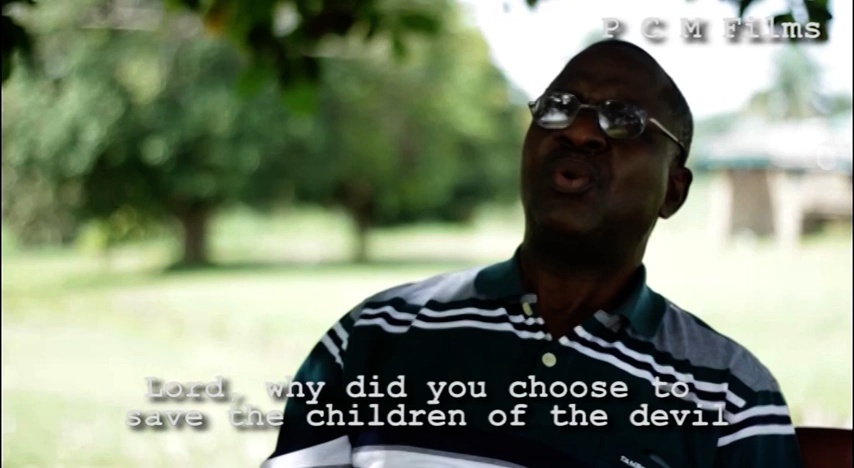 P C M Films
Lord, why did you choose to
save the children of the devil